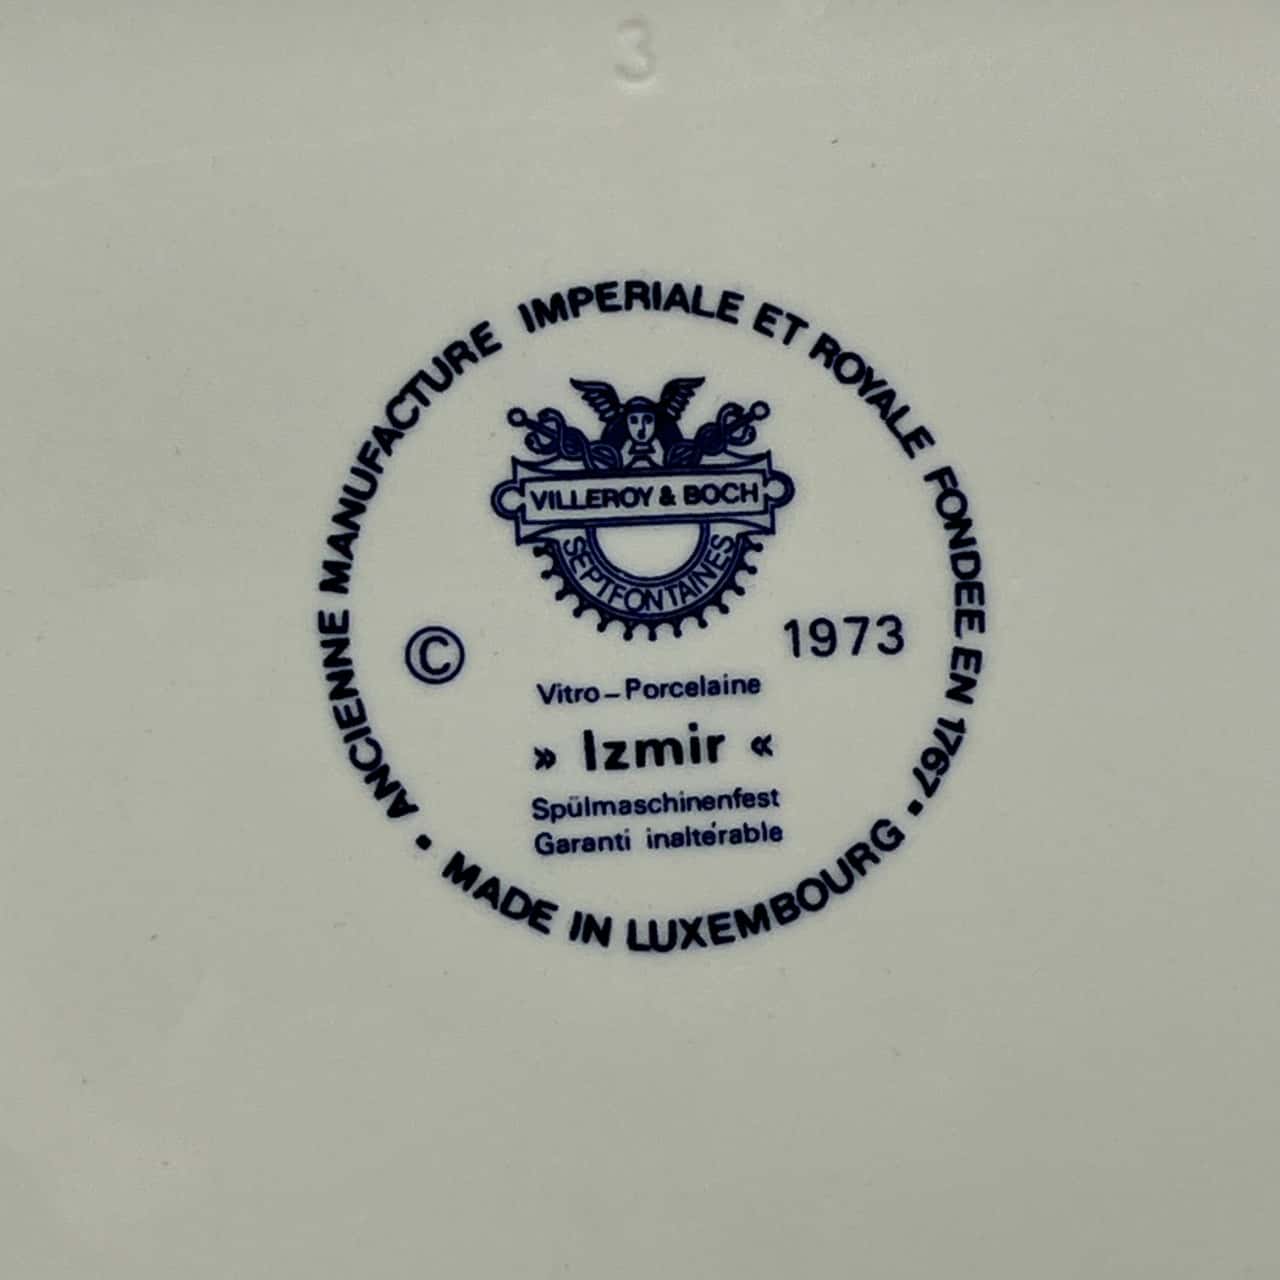 3
ANCIENNE MANUFACTURE IMPERIALE ET ROYALE FONDEE EN 1767 •
VILLEROY & BOCH
SEPTFONTAINES
© 1973
Vitro – Porcelaine
» Izmir «
Spülmaschinenfest
Garanti inaltérable
• MADE IN LUXEMBOURG